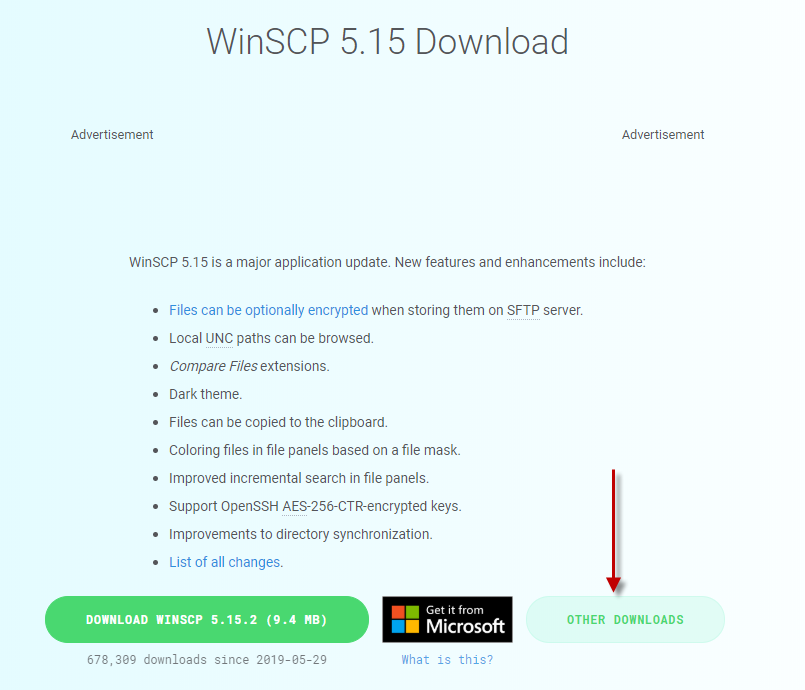 WinSCP 5.15 Download
Advertisement
Advertisement
WinSCP 5.15 is a major application update. New features and enhancements include:
• Files can be optionally encrypted when storing them on SFTP server.
• Local UNC paths can be browsed.
• Compare Files extensions.
• Dark theme.
• Files can be copied to the clipboard.
• Coloring files in file panels based on a file mask.
• Improved incremental search in file panels.
• Support OpenSSH AES-256-CTR-encrypted keys.
• Improvements to directory synchronization.
• List of all changes.
DOWNLOAD WINSCP 5.15.2 (9.4 MB)
Get it from
Microsoft
OTHER DOWNLOADS
678,309 downloads since 2019-05-29
What is this?